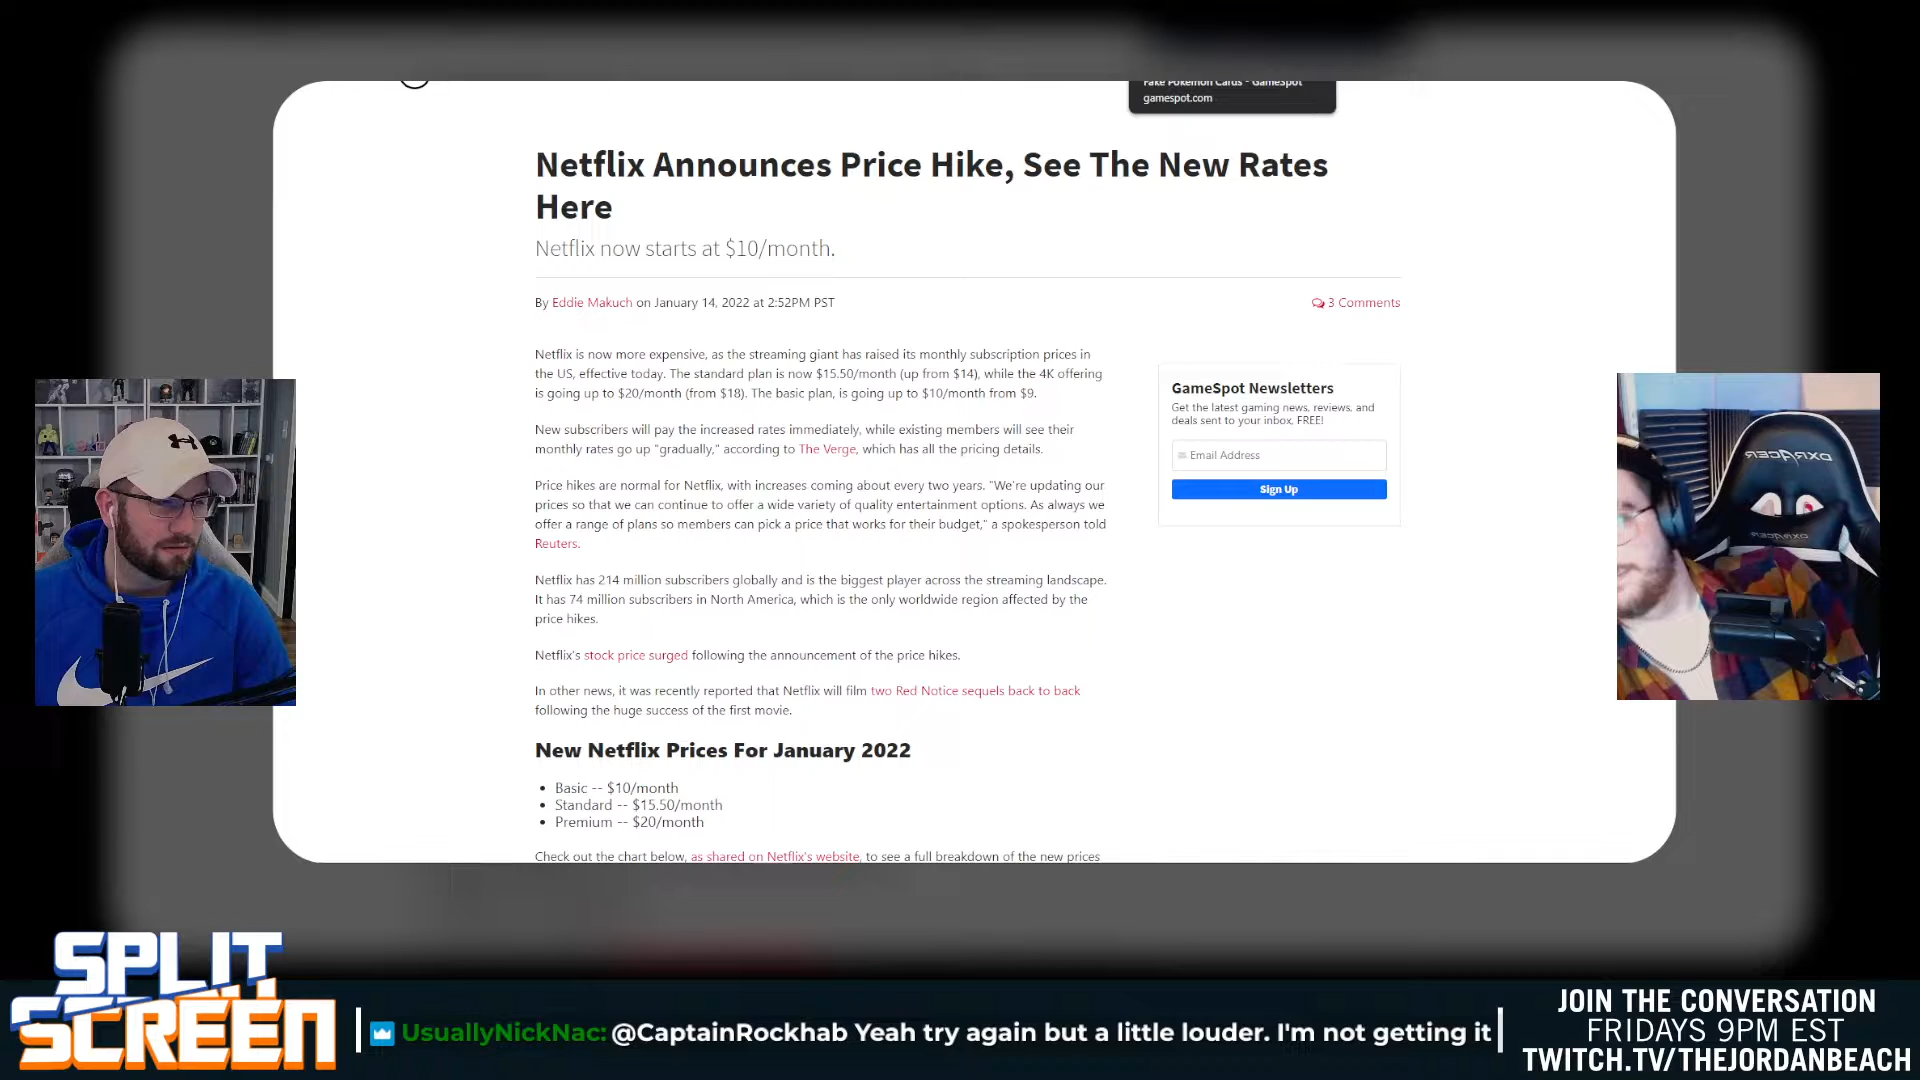 Fake Pokemon Cards - GameSpot
gamespot.com
Netflix Announces Price Hike, See The New Rates
Here
Netflix now starts at $10/month.
By Eddie Makuch on January 14, 2022 at 2:52PM PST
3 Comments
Netflix is now more expensive, as the streaming giant has raised its monthly subscription prices in
the US, effective today. The standard plan is now $15.50/month (up from $14), while the 4K offering
is going up to $20/month (from $18). The basic plan, is going up to $10/month from $9.
New subscribers will pay the increased rates immediately, while existing members will see their
monthly rates go up "gradually," according to The Verge, which has all the pricing details.
Price hikes are normal for Netflix, with increases coming about every two years. "We're updating our
prices so that we can continue to offer a wide variety of quality entertainment options. As always we
offer a range of plans so members can pick a price that works for their budget," a spokesperson told
Reuters.
Netflix has 214 million subscribers globally and is the biggest player across the streaming landscape.
It has 74 million subscribers in North America, which is the only worldwide region affected by the
price hikes.
Netflix's stock price surged following the announcement of the price hikes.
In other news, it was recently reported that Netflix will film two Red Notice sequels back to back
following the huge success of the first movie.
New Netflix Prices For January 2022
• Basic -- $10/month
• Standard -- $15.50/month
• Premium -- $20/month
Check out the chart below, as shared on Netflix's website, to see a full breakdown of the new prices
GameSpot Newsletters
Get the latest gaming news, reviews, and
deals sent to your inbox, FREE!
Email Address
Sign Up
DXRACER
DXRACER
SPLIT
SCREEN
UsuallyNickNac: @CaptainRockhab Yeah try again but a little louder. I'm not getting it
JOIN THE CONVERSATION
FRIDAYS 9PM EST
TWITCH.TV/THEJORDANBEACH